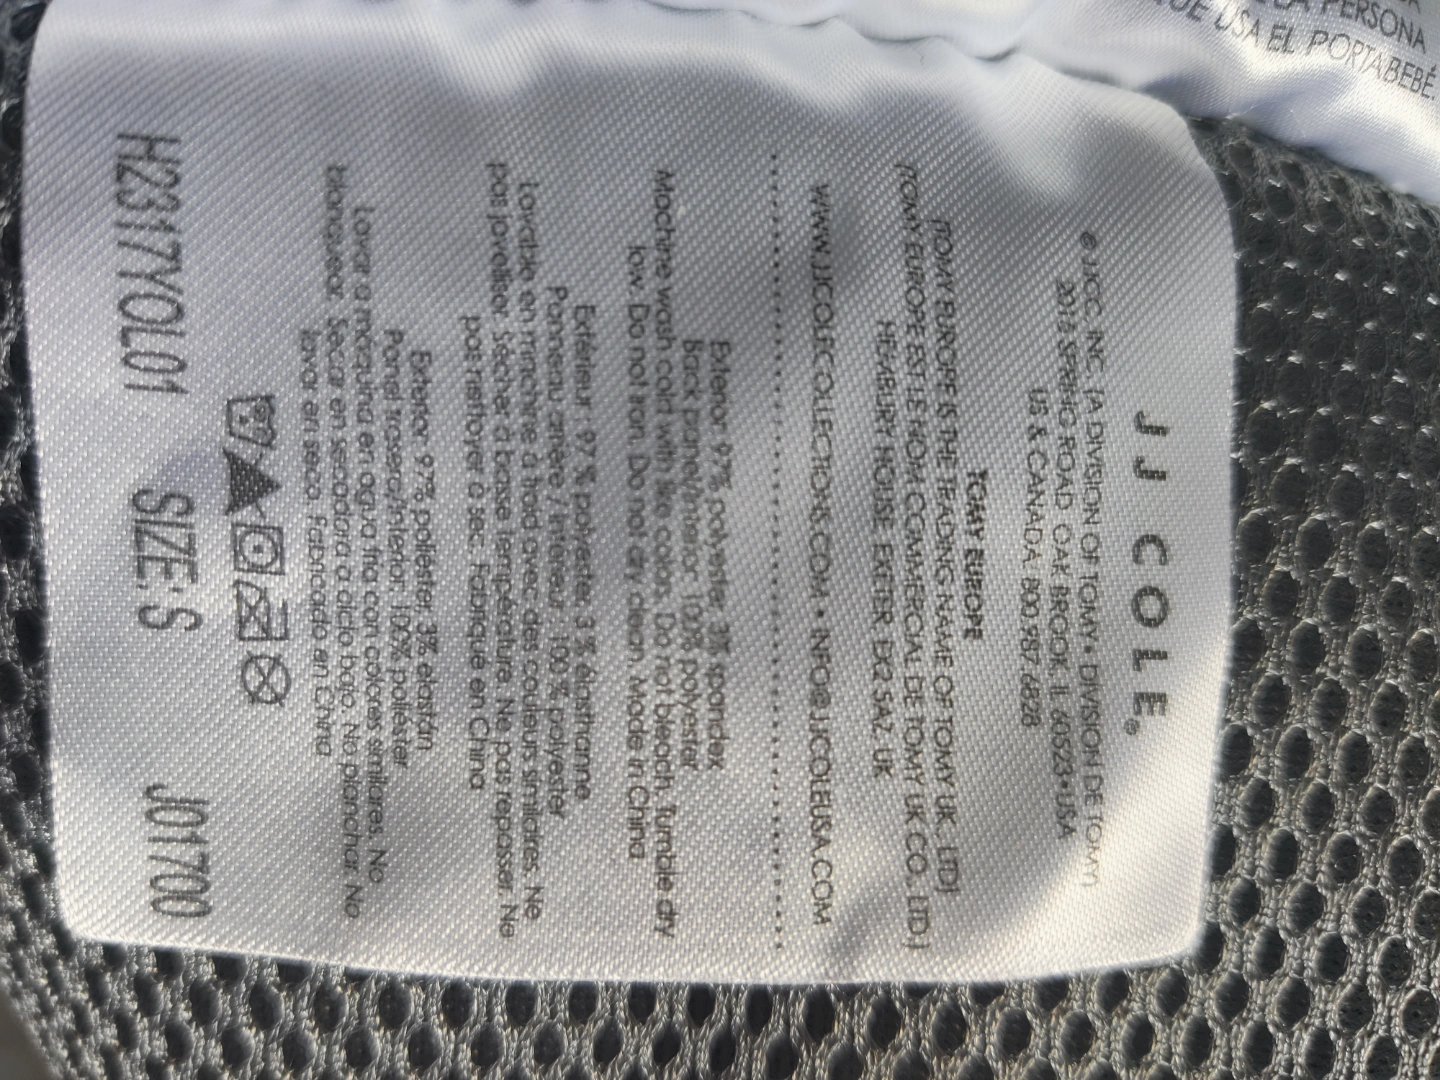 JJ COLE®
© JJCC, INC. (A DIVISION OF TOMY • DIVISION DE TOMY)
2015 SPRING ROAD OAK BROOK, IL 60523•USA
US & CANADA 800.987.6828
TOMY EUROPE
(TOMY EUROPE IS THE TRADING NAME OF TOMY UK, LTD)
(TOMY EUROPE EST LE NOM COMMERCIAL DE TOMY UK CO., LTD.)
HEMBURY HOUSE EXETER EX2 5AZ UK
WWW.JJCOLECOLLECTIONS.COM • INFO@JJCOLEUSA.COM
Exterior 97% polyester, 3% spandex
Back panel/interior: 100% polyester
Machine wash cold with like colors. Do not bleach. Tumble dry
low. Do not iron. Do not dry clean. Made in China
Extérieur : 97 % polyester, 3 % élasthanne
Panneau arrière / intérieur : 100 % polyester
Lavable en machine à froid avec des couleurs similaires. Ne
pas javelliser. Sécher à basse température. Ne pas repasser. Ne
pas nettoyer à sec. Fabriqué en China
Exterior 97% poliéster, 3% elastán
Panel trasero/interior: 100% poliéster
Lavar a máquina en agua fría con colores similares. No
blanquear. Secar en secadora a ciclo bajo. No planchar. No
lavar en seco. Fabricado en China
H2317YOL01 SIZE: S J01700
LA PERSONA
QUE USA EL PORTABEBÉ.